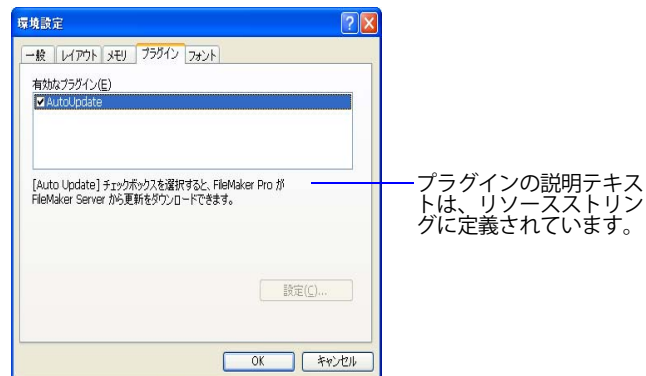 環境設定
一般 レイアウト メモリ プラグイン フォント
有効なプラグイン(E)
AutoUpdate
[Auto Update] チェックボックスを選択すると、FileMaker Pro が
FileMaker Server から更新をダウンロードできます。
プラグインの説明テキス
トは、リソースストリン
グに定義されています。
設定(C)...
OK キャンセル